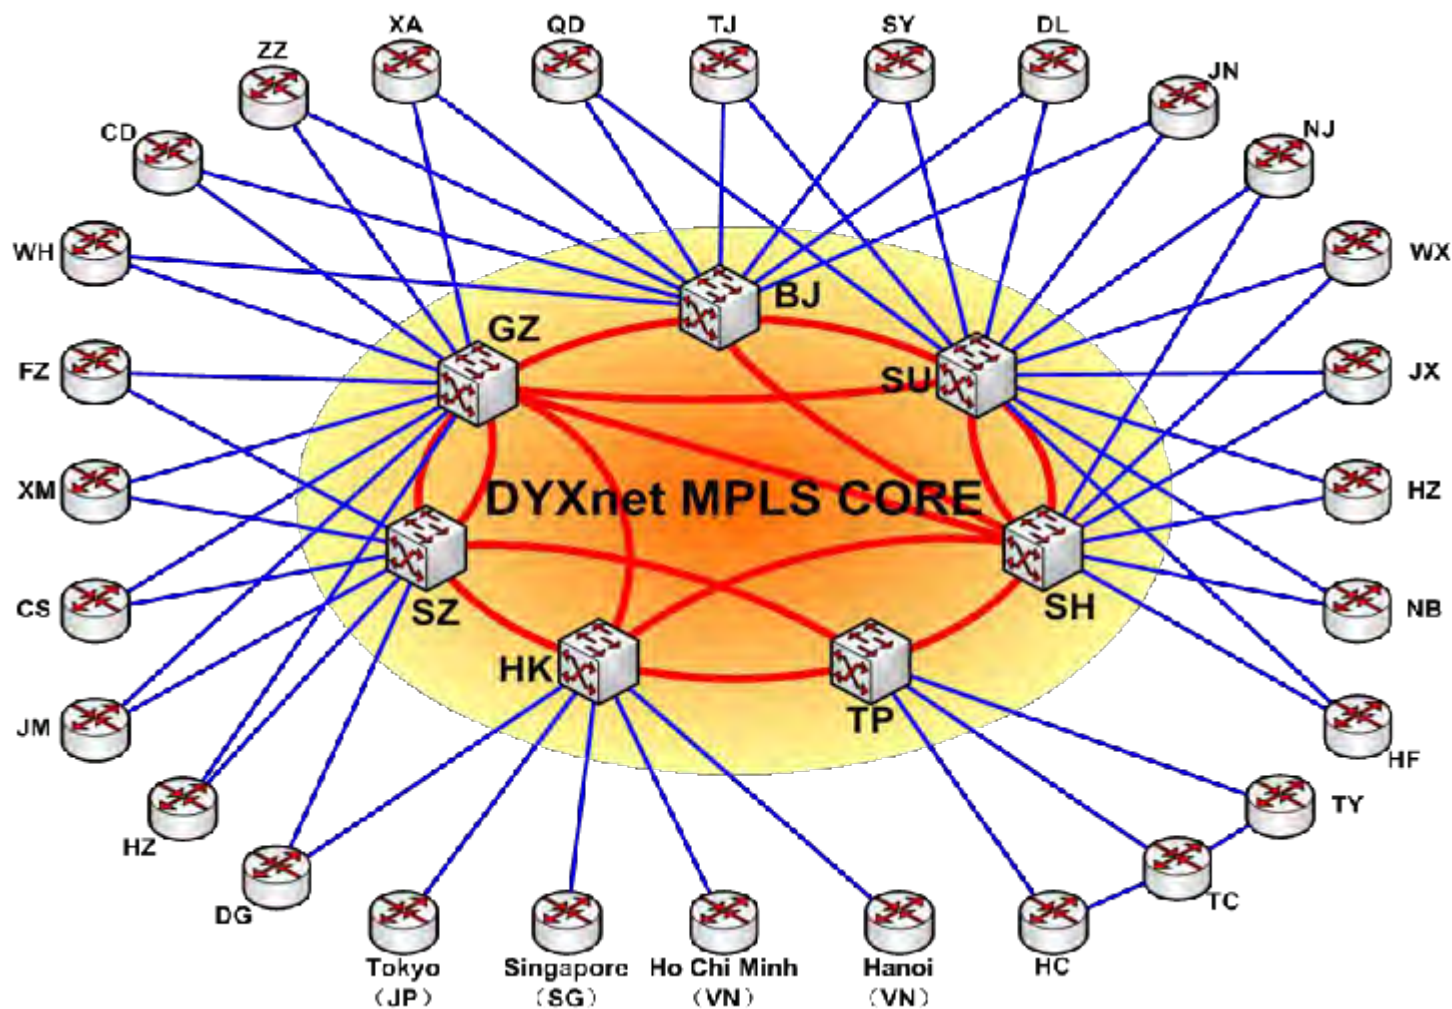 XA
QD
TJ
SY
DL
ZZ
JN
CD
NJ
WH
WX
BJ
GZ
FZ
SU
JX
XM
DYXnet MPLS CORE
HZ
CS
SZ
SH
NB
HK
TP
JM
HF
TY
HZ
DG
TC
Tokyo
(JP)
Singapore
(SG)
Ho Chi Minh
(VN)
Hanoi
(VN)
HC